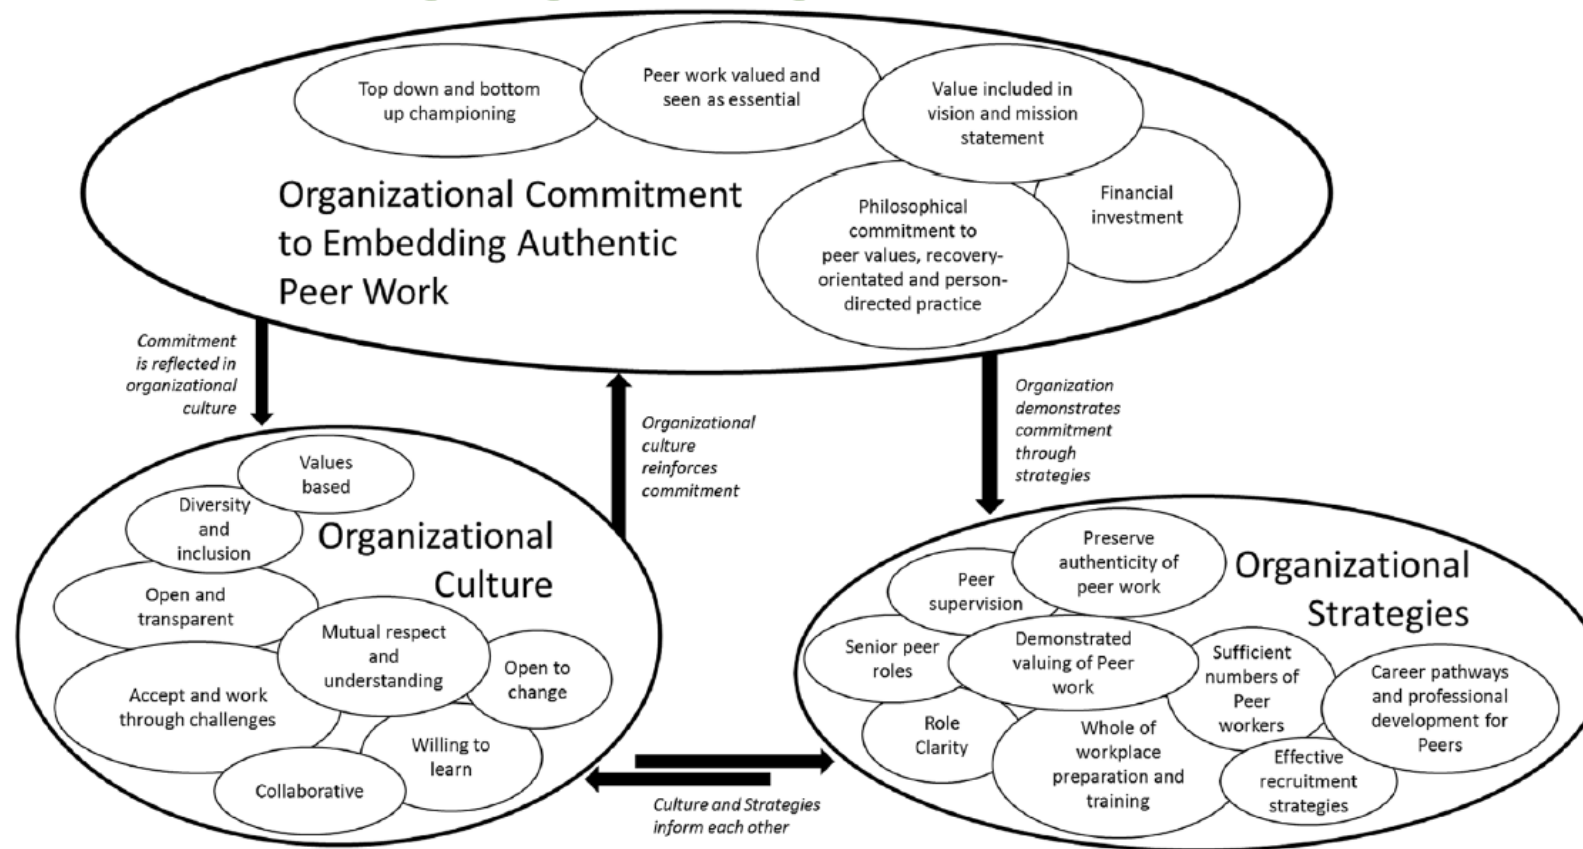 Top down and bottom
up championing
Peer work valued and
seen as essential
Value included in
vision and mission
statement
Organizational Commitment
to Embedding Authentic
Peer Work
Philosophical
commitment to
peer values, recovery-
orientated and person-
directed practice
Financial
investment
Commitment
is reflected in
organizational
culture
Organizational
culture
reinforces
commitment
Organization
demonstrates
commitment
through
strategies
Values
based
Diversity
and
inclusion
Organizational
Culture
Open and
transparent
Mutual respect
and
understanding
Open to
change
Accept and work
through challenges
Willing to
learn
Collaborative
Culture and Strategies
inform each other
Preserve
authenticity of
peer work
Organizational
Strategies
Peer
supervision
Senior peer
roles
Demonstrated
valuing of Peer
work
Sufficient
numbers of
Peer
workers
Career pathways
and professional
development for
Peers
Role
Clarity
Whole of
workplace
preparation and
training
Effective
recruitment
strategies